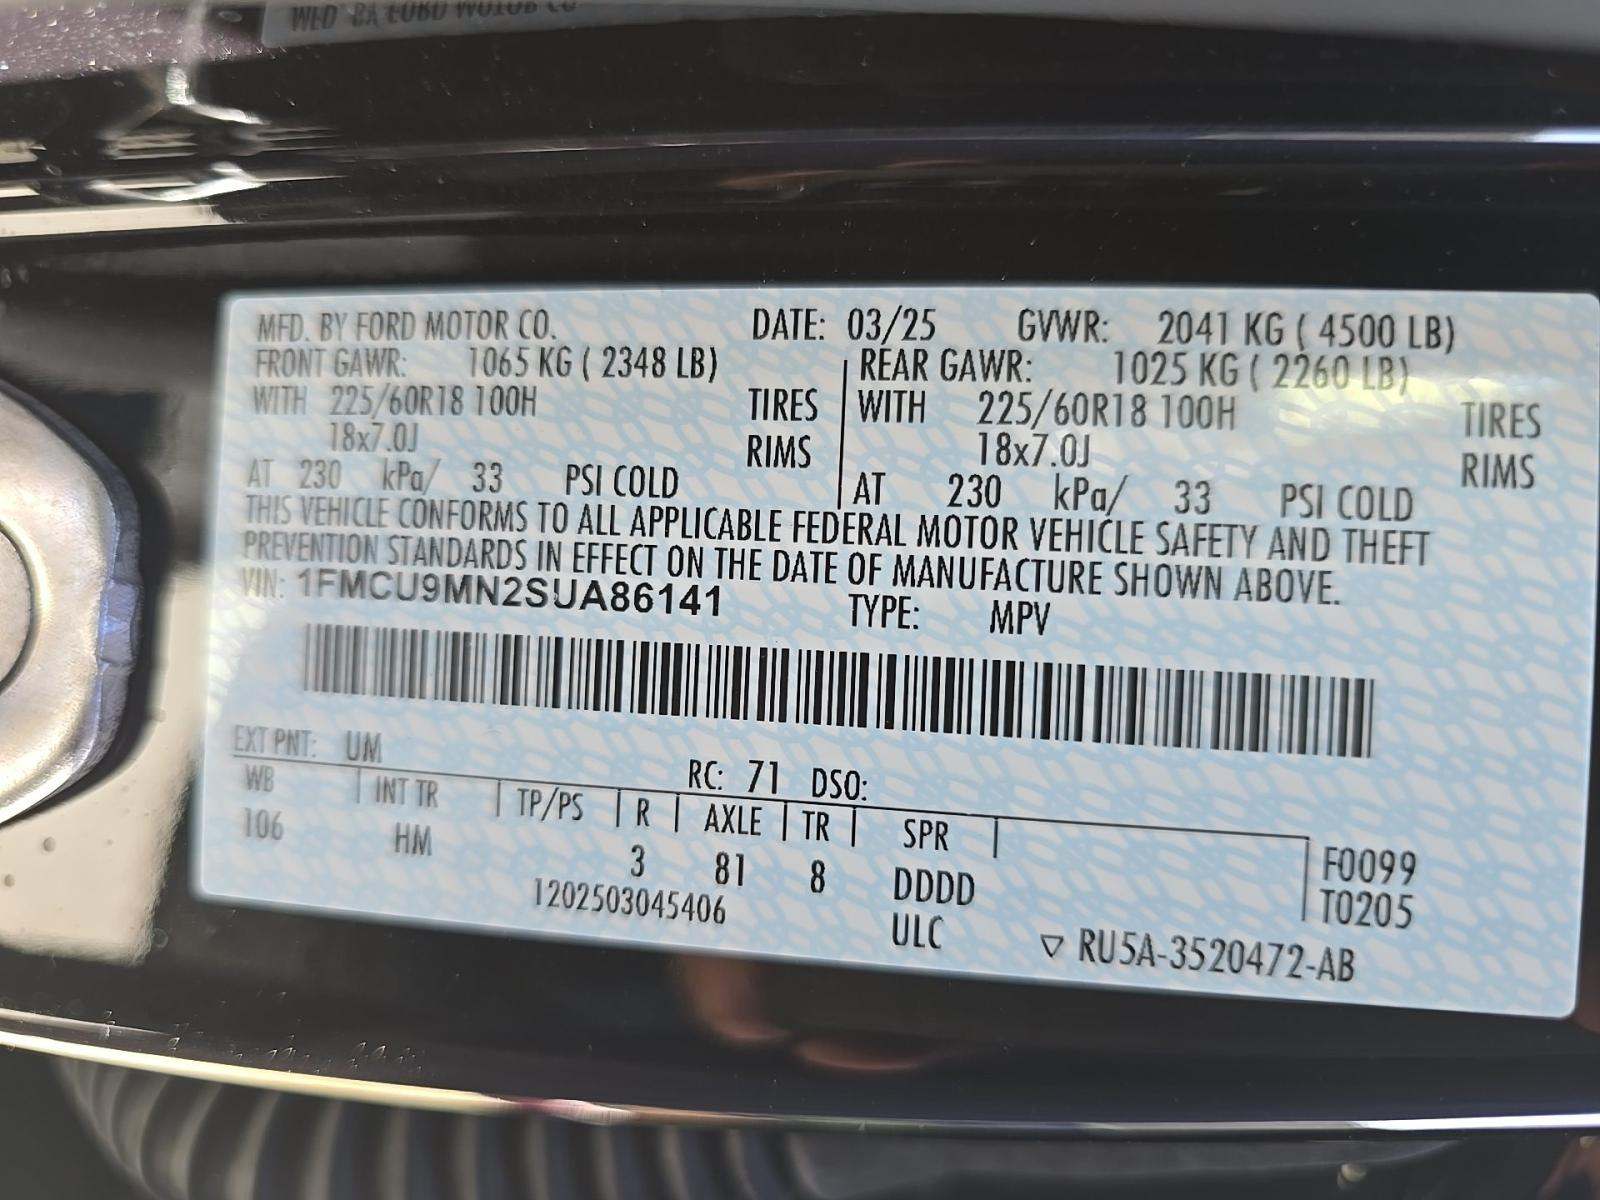 MFD. BY FORD MOTOR CO.
MFD. BY FORD MOTOR CO. DATE: 03/25 GVWR: 2041 KG ( 4500 LB)
FRONT GAWR: 1065 KG ( 2348 LB) REAR GAWR: 1025 KG ( 2260 LB)
WITH 225/60R18 100H TIRES WITH 225/60R18 100H TIRES
18x7.0J RIMS 18x7.0J RIMS
AT 230 kPa/ 33 PSI COLD AT 230 kPa/ 33 PSI COLD
THIS VEHICLE CONFORMS TO ALL APPLICABLE FEDERAL MOTOR VEHICLE SAFETY AND THEFT
PREVENTION STANDARDS IN EFFECT ON THE DATE OF MANUFACTURE SHOWN ABOVE.
VIN: 1FMCU9MN2SUA86141 TYPE: MPV
EXT PNT: UM RC: 71 DSO:
WB INT TR TP/PS R AXLE TR SPR
106 HM 3 81 8 DDDD F0099
1202503045406 ULC T0205
▽ RU5A-3520472-AB